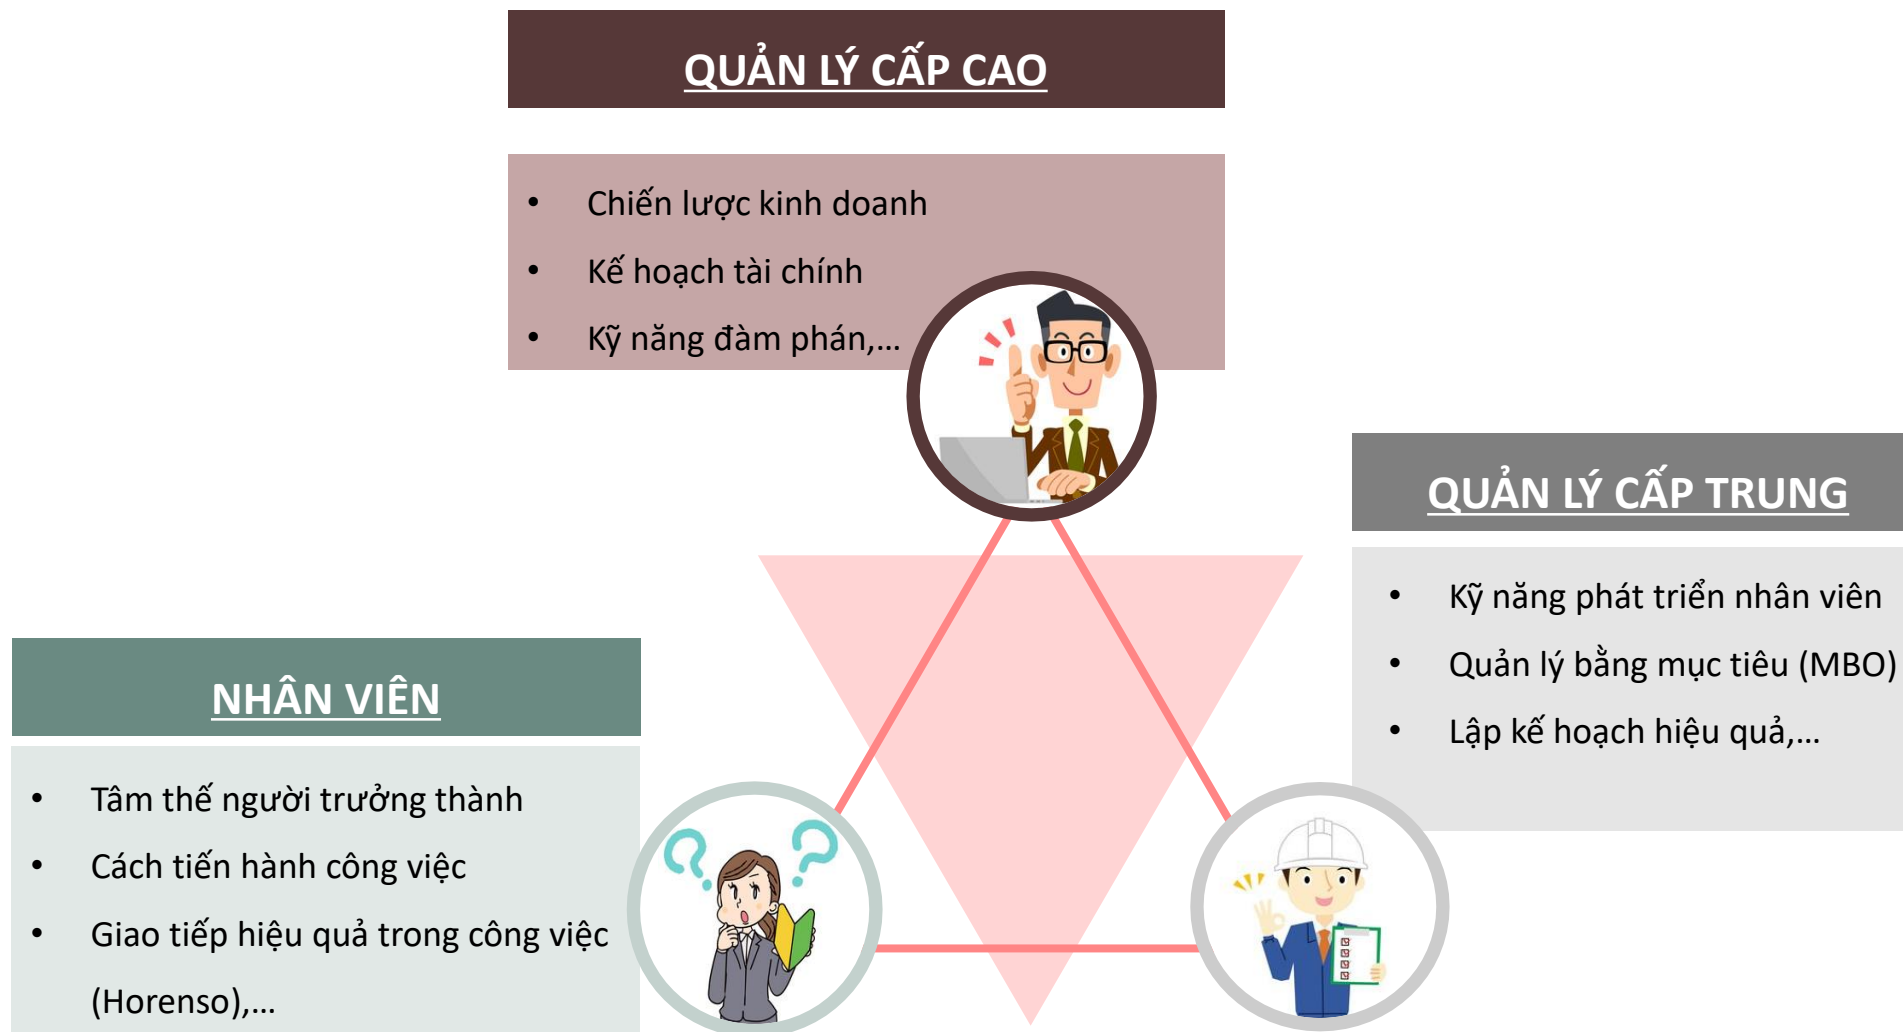 QUẢN LÝ CẤP CAO
• Chiến lược kinh doanh
• Kế hoạch tài chính
• Kỹ năng đàm phán,...
QUẢN LÝ CẤP TRUNG
• Kỹ năng phát triển nhân viên
• Quản lý bằng mục tiêu (MBO)
• Lập kế hoạch hiệu quả,...
NHÂN VIÊN
• Tâm thế người trưởng thành
• Cách tiến hành công việc
• Giao tiếp hiệu quả trong công việc
(Horenso),...